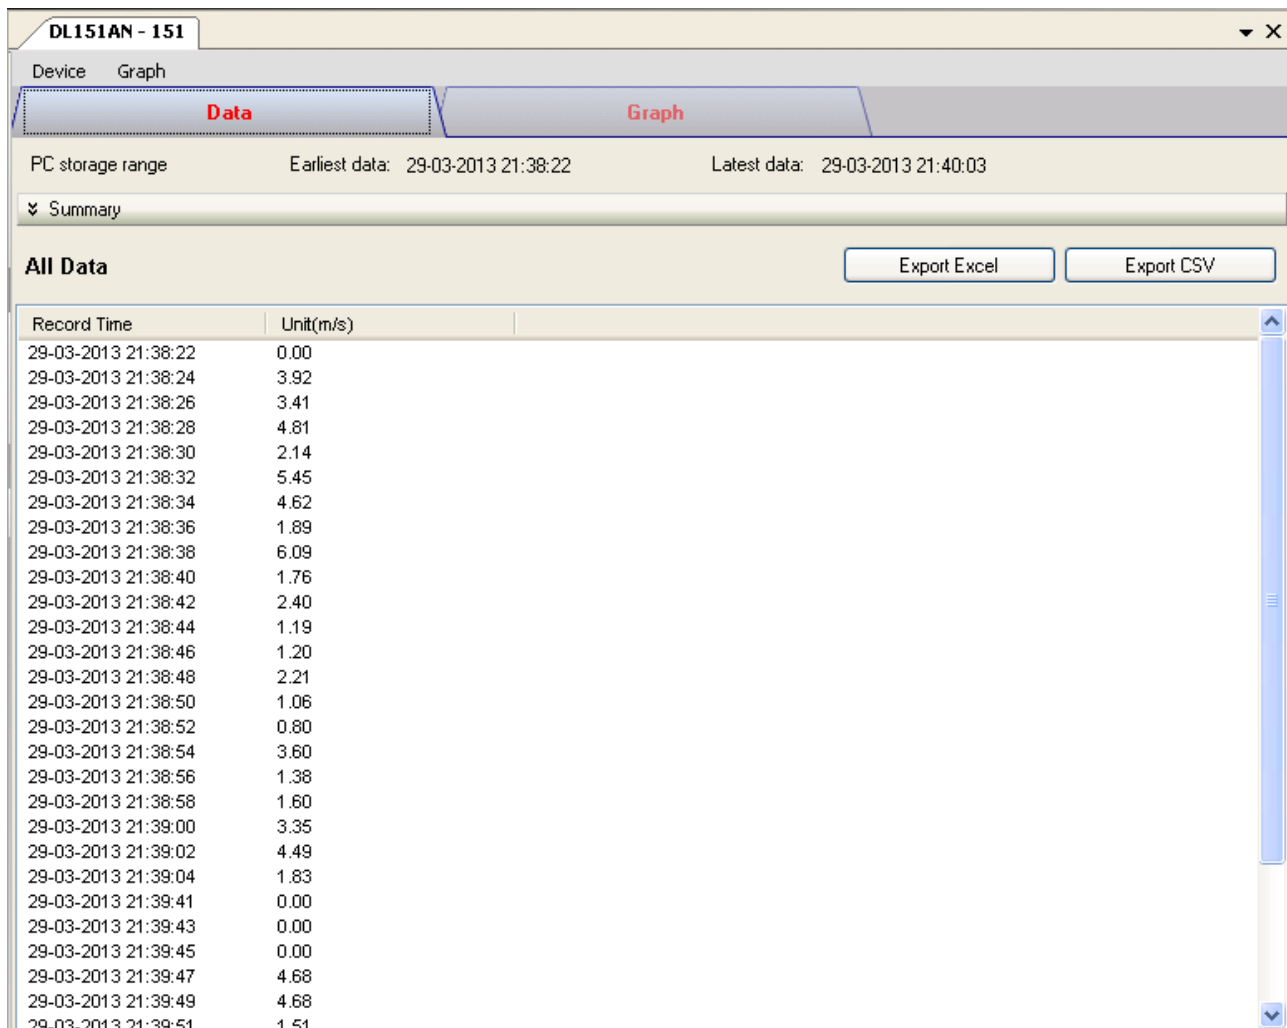 DL151AN - 151
Device Graph
Data Graph
PC storage range Earliest data: 29-03-2013 21:38:22 Latest data: 29-03-2013 21:40:03
Summary
All Data Export Excel Export CSV
Record Time Unit(m/s)
29-03-2013 21:38:22 0.00
29-03-2013 21:38:24 3.92
29-03-2013 21:38:26 3.41
29-03-2013 21:38:28 4.81
29-03-2013 21:38:30 2.14
29-03-2013 21:38:32 5.45
29-03-2013 21:38:34 4.62
29-03-2013 21:38:36 1.89
29-03-2013 21:38:38 6.09
29-03-2013 21:38:40 1.76
29-03-2013 21:38:42 2.40
29-03-2013 21:38:44 1.19
29-03-2013 21:38:46 1.20
29-03-2013 21:38:48 2.21
29-03-2013 21:38:50 1.06
29-03-2013 21:38:52 0.80
29-03-2013 21:38:54 3.60
29-03-2013 21:38:56 1.38
29-03-2013 21:38:58 1.60
29-03-2013 21:39:00 3.35
29-03-2013 21:39:02 4.49
29-03-2013 21:39:04 1.83
29-03-2013 21:39:41 0.00
29-03-2013 21:39:43 0.00
29-03-2013 21:39:45 0.00
29-03-2013 21:39:47 4.68
29-03-2013 21:39:49 4.68
29-03-2013 21:39:51 1.51